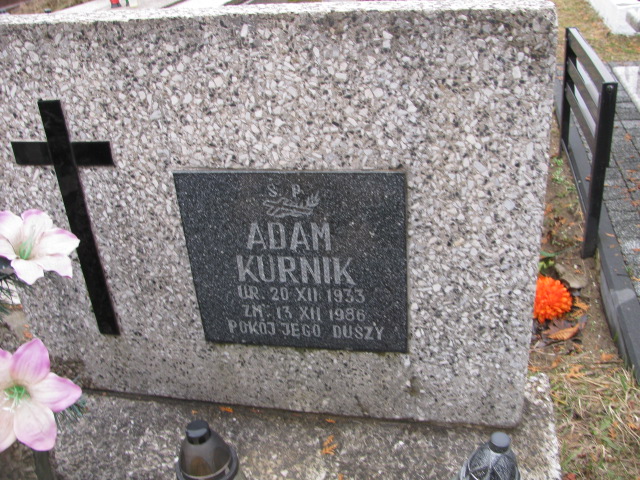 Ś. P.
ADAM
KURNIK
UR. 20 XII 1933
ZM. 13 XII 1986
POKÓJ JEGO DUSZY